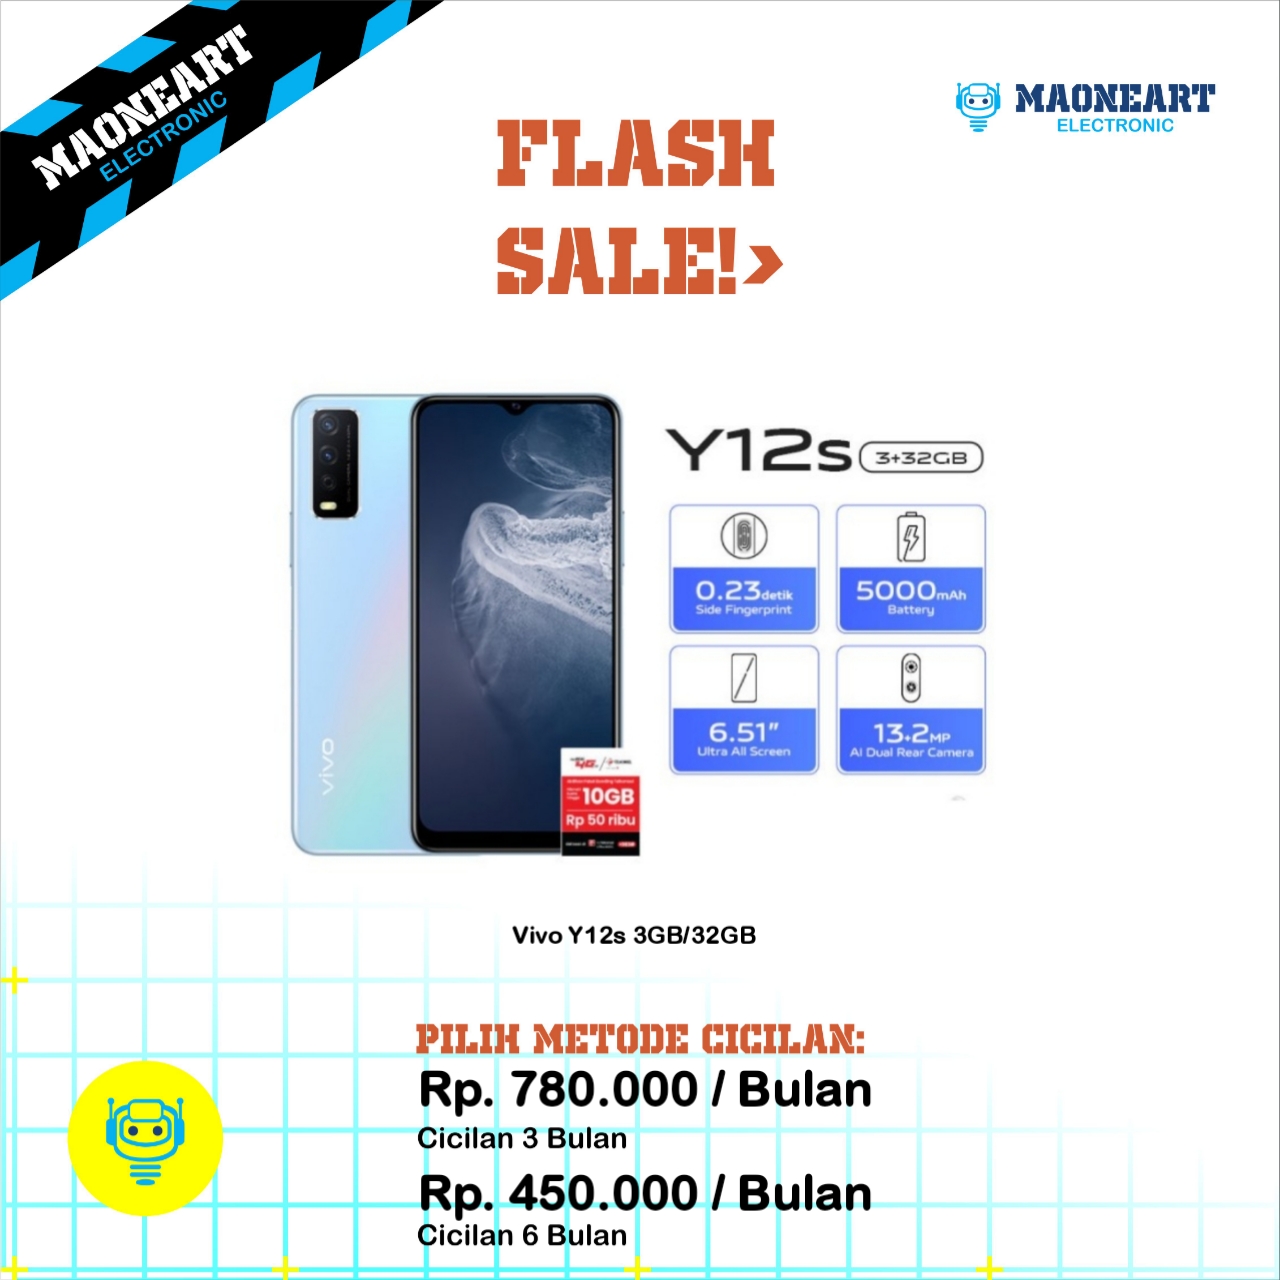 MAONEART
ELECTRONIC
MAONEART
ELECTRONIC
FLASH
SALE!>
Y12s 3+32GB
0.23detik
Side Fingerprint
5000mAh
Battery
6.51"
Ultra All Screen
13+2MP
AI Dual Rear Camera
vivo
4G
10GB
Rp 50 ribu
Vivo Y12s 3GB/32GB
PILIH METODE CICILAN:
Rp. 780.000 / Bulan
Cicilan 3 Bulan
Rp. 450.000 / Bulan
Cicilan 6 Bulan